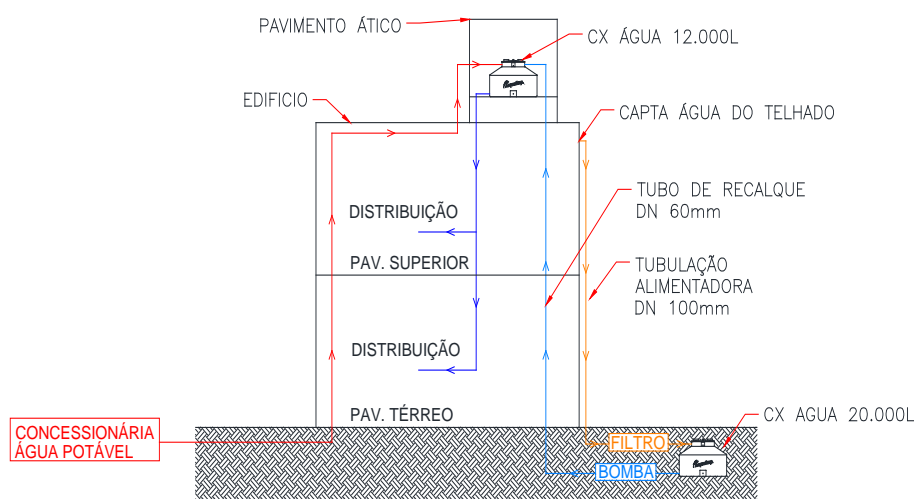 PAVIMENTO ÁTICO
CX ÁGUA 12.000L
EDIFICIO
CAPTA ÁGUA DO TELHADO
TUBO DE RECALQUE
DN 60mm
DISTRIBUIÇÃO
PAV. SUPERIOR
TUBULAÇÃO
ALIMENTADORA
DN 100mm
DISTRIBUIÇÃO
PAV. TÉRREO
CX AGUA 20.000L
CONCESSIONÁRIA
ÁGUA POTÁVEL
FILTRO
BOMBA